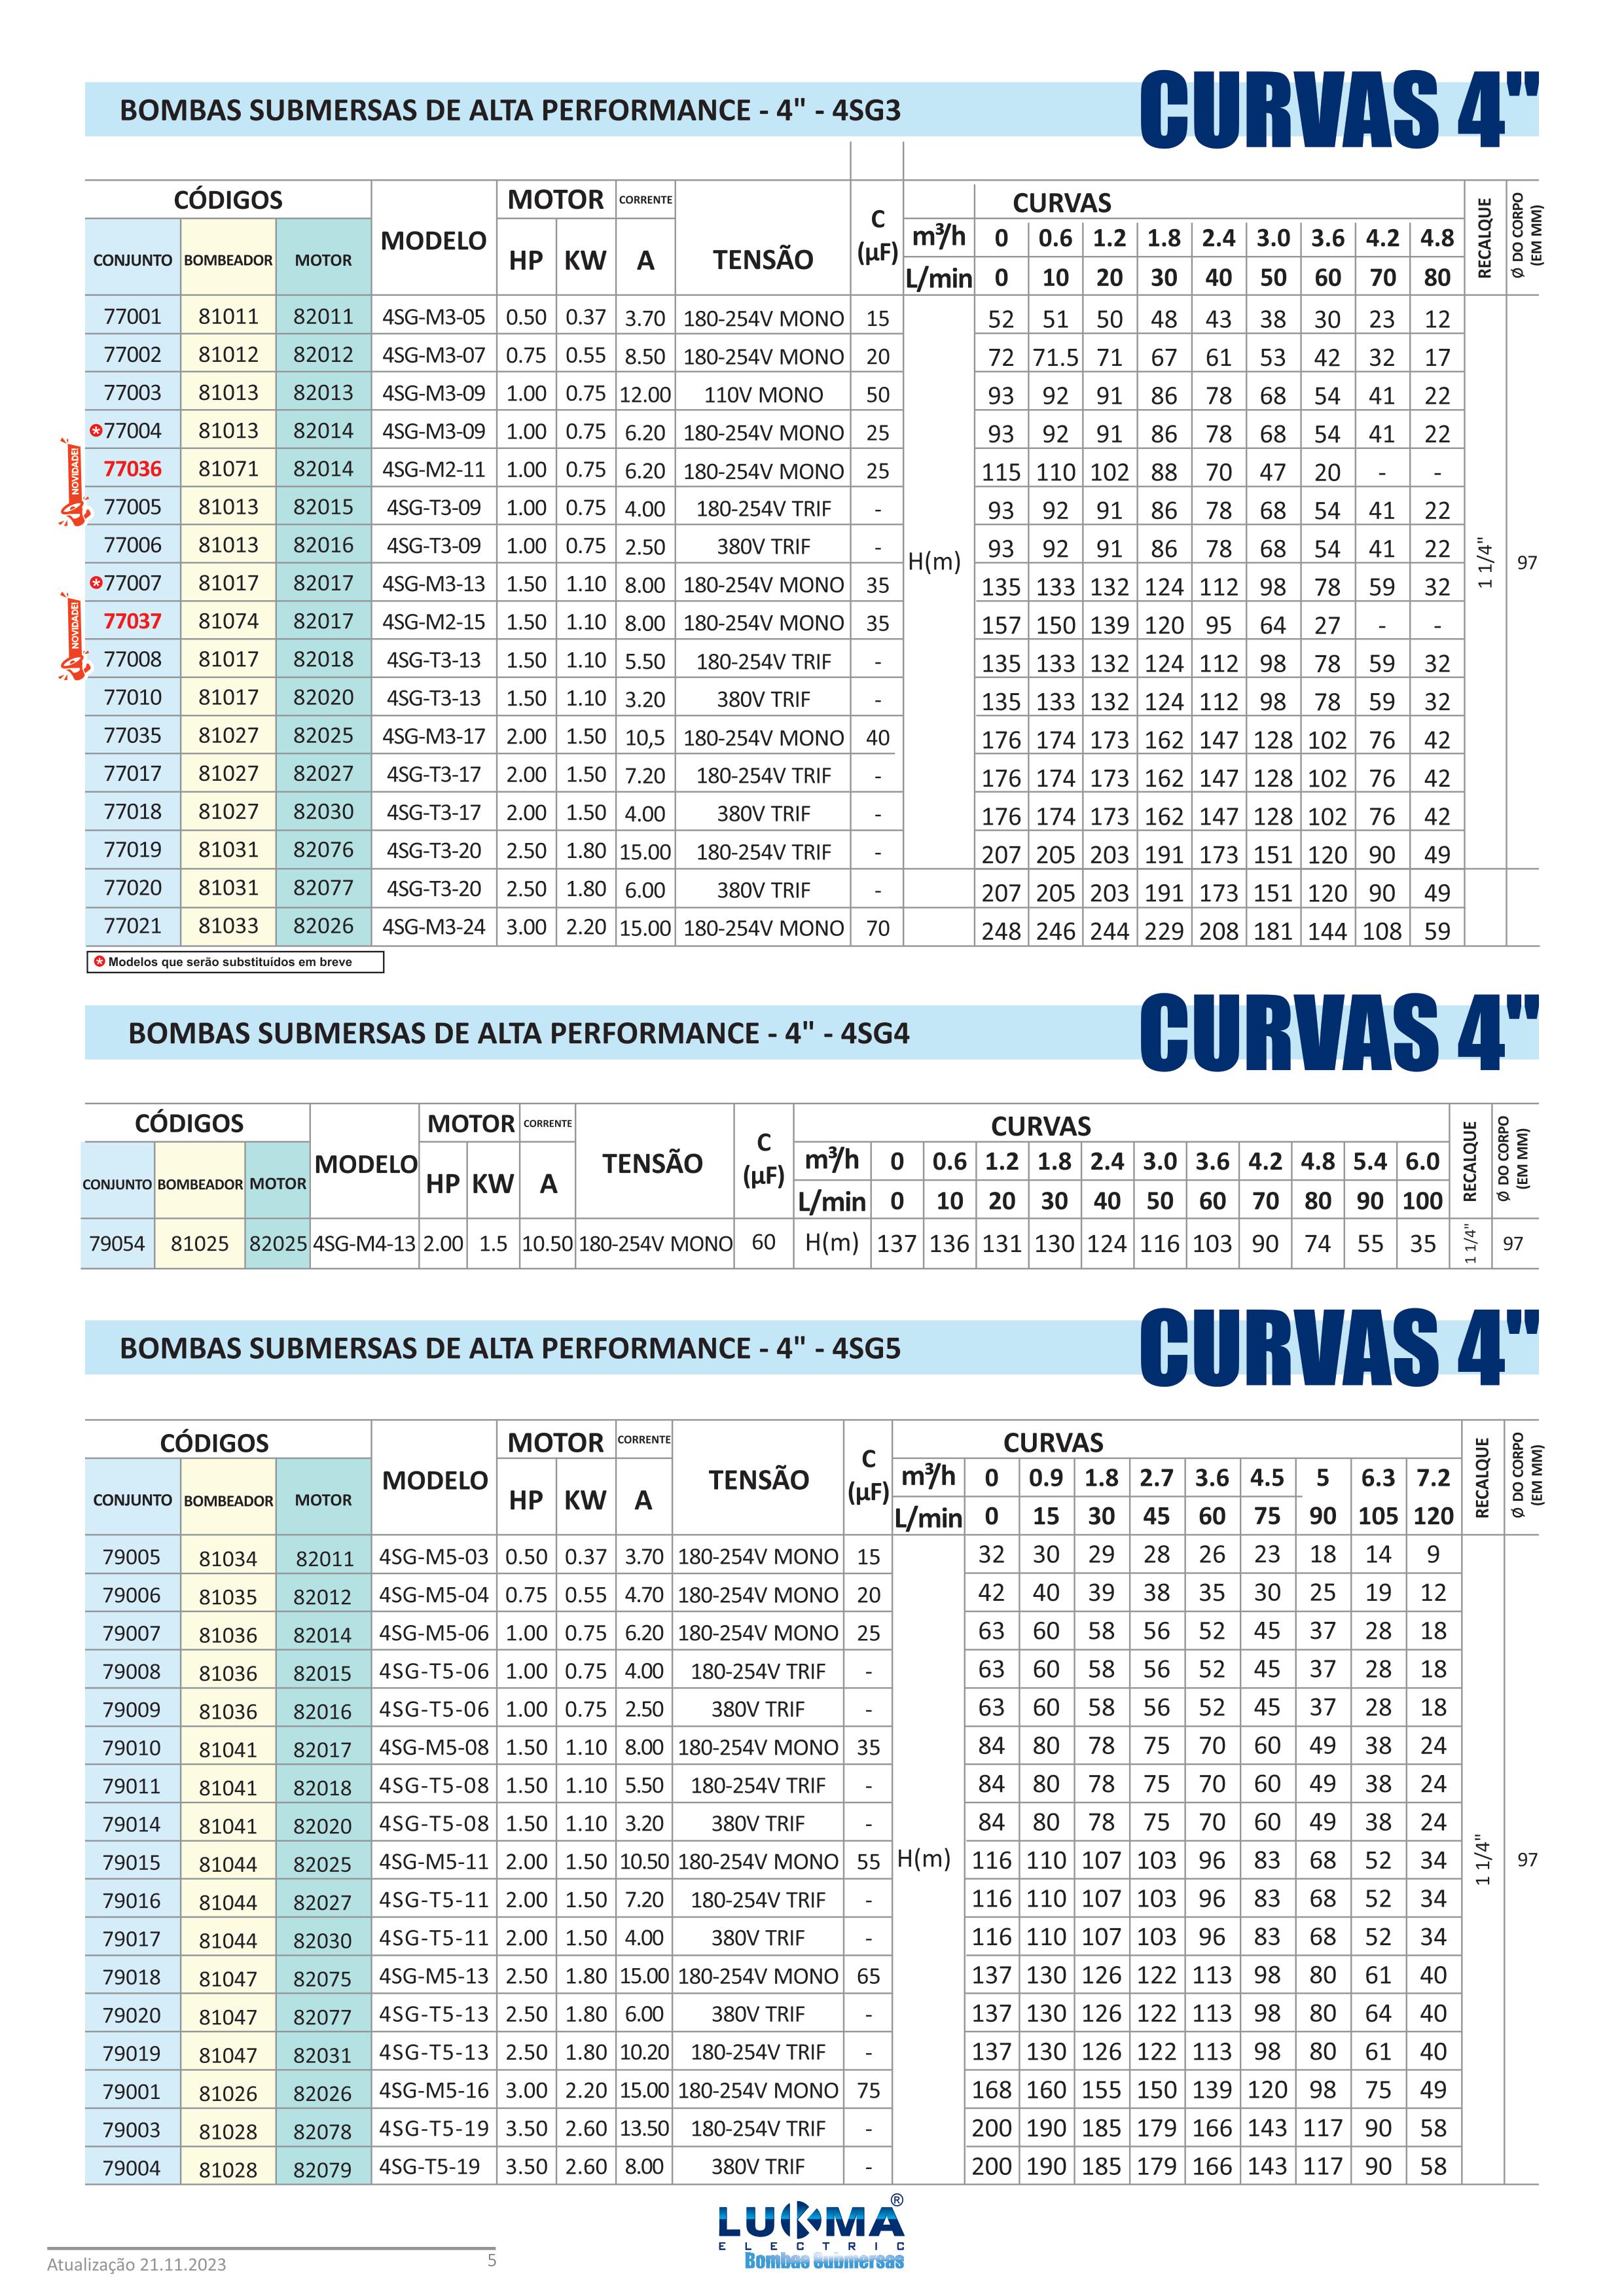 BOMBAS SUBMERSAS DE ALTA PERFORMANCE - 4" - 4SG3 CURVAS 4"
CÓDIGOS MODELO MOTOR CORRENTE TENSÃO C (µF) CURVAS RECALQUE Ø DO CORPO (EM MM)
m³/h 0 0.6 1.2 1.8 2.4 3.0 3.6 4.2 4.8
CONJUNTO BOMBEADOR MOTOR HP KW A L/min 0 10 20 30 40 50 60 70 80
77001 81011 82011 4SG-M3-05 0.50 0.37 3.70 180-254V MONO 15 52 51 50 48 43 38 30 23 12
77002 81012 82012 4SG-M3-07 0.75 0.55 8.50 180-254V MONO 20 72 71.5 71 67 61 53 42 32 17
77003 81013 82013 4SG-M3-09 1.00 0.75 12.00 110V MONO 50 93 92 91 86 78 68 54 41 22
* 77004 81013 82014 4SG-M3-09 1.00 0.75 6.20 180-254V MONO 25 93 92 91 86 78 68 54 41 22
NOVIDADE! 77036 81071 82014 4SG-M2-11 1.00 0.75 6.20 180-254V MONO 25 115 110 102 88 70 47 20 - -
77005 81013 82015 4SG-T3-09 1.00 0.75 4.00 180-254V TRIF - 93 92 91 86 78 68 54 41 22
77006 81013 82016 4SG-T3-09 1.00 0.75 2.50 380V TRIF - H(m) 93 92 91 86 78 68 54 41 22 1 1/4" 97
* 77007 81017 82017 4SG-M3-13 1.50 1.10 8.00 180-254V MONO 35 135 133 132 124 112 98 78 59 32
NOVIDADE! 77037 81074 82017 4SG-M2-15 1.50 1.10 8.00 180-254V MONO 35 157 150 139 120 95 64 27 - -
77008 81017 82018 4SG-T3-13 1.50 1.10 5.50 180-254V TRIF - 135 133 132 124 112 98 78 59 32
77010 81017 82020 4SG-T3-13 1.50 1.10 3.20 380V TRIF - 135 133 132 124 112 98 78 59 32
77035 81027 82025 4SG-M3-17 2.00 1.50 10,5 180-254V MONO 40 176 174 173 162 147 128 102 76 42
77017 81027 82027 4SG-T3-17 2.00 1.50 7.20 180-254V TRIF - 176 174 173 162 147 128 102 76 42
77018 81027 82030 4SG-T3-17 2.00 1.50 4.00 380V TRIF - 176 174 173 162 147 128 102 76 42
77019 81031 82076 4SG-T3-20 2.50 1.80 15.00 180-254V TRIF - 207 205 203 191 173 151 120 90 49
77020 81031 82077 4SG-T3-20 2.50 1.80 6.00 380V TRIF - 207 205 203 191 173 151 120 90 49
77021 81033 82026 4SG-M3-24 3.00 2.20 15.00 180-254V MONO 70 248 246 244 229 208 181 144 108 59
* Modelos que serão substituídos em breve
BOMBAS SUBMERSAS DE ALTA PERFORMANCE - 4" - 4SG4 CURVAS 4"
CÓDIGOS MODELO MOTOR CORRENTE TENSÃO C (µF) CURVAS RECALQUE Ø DO CORPO (EM MM)
m³/h 0 0.6 1.2 1.8 2.4 3.0 3.6 4.2 4.8 5.4 6.0
CONJUNTO BOMBEADOR MOTOR HP KW A L/min 0 10 20 30 40 50 60 70 80 90 100
79054 81025 82025 4SG-M4-13 2.00 1.5 10.50 180-254V MONO 60 H(m) 137 136 131 130 124 116 103 90 74 55 35 1 1/4" 97
BOMBAS SUBMERSAS DE ALTA PERFORMANCE - 4" - 4SG5 CURVAS 4"
CÓDIGOS MODELO MOTOR CORRENTE TENSÃO C (µF) CURVAS RECALQUE Ø DO CORPO (EM MM)
m³/h 0 0.9 1.8 2.7 3.6 4.5 5 6.3 7.2
CONJUNTO BOMBEADOR MOTOR HP KW A L/min 0 15 30 45 60 75 90 105 120
79005 81034 82011 4SG-M5-03 0.50 0.37 3.70 180-254V MONO 15 32 30 29 28 26 23 18 14 9
79006 81035 82012 4SG-M5-04 0.75 0.55 4.70 180-254V MONO 20 42 40 39 38 35 30 25 19 12
79007 81036 82014 4SG-M5-06 1.00 0.75 6.20 180-254V MONO 25 63 60 58 56 52 45 37 28 18
79008 81036 82015 4SG-T5-06 1.00 0.75 4.00 180-254V TRIF - 63 60 58 56 52 45 37 28 18
79009 81036 82016 4SG-T5-06 1.00 0.75 2.50 380V TRIF - 63 60 58 56 52 45 37 28 18
79010 81041 82017 4SG-M5-08 1.50 1.10 8.00 180-254V MONO 35 84 80 78 75 70 60 49 38 24
79011 81041 82018 4SG-T5-08 1.50 1.10 5.50 180-254V TRIF - 84 80 78 75 70 60 49 38 24
79014 81041 82020 4SG-T5-08 1.50 1.10 3.20 380V TRIF - 84 80 78 75 70 60 49 38 24
79015 81044 82025 4SG-M5-11 2.00 1.50 10.50 180-254V MONO 55 H(m) 116 110 107 103 96 83 68 52 34 1 1/4" 97
79016 81044 82027 4SG-T5-11 2.00 1.50 7.20 180-254V TRIF - 116 110 107 103 96 83 68 52 34
79017 81044 82030 4SG-T5-11 2.00 1.50 4.00 380V TRIF - 116 110 107 103 96 83 68 52 34
79018 81047 82075 4SG-M5-13 2.50 1.80 15.00 180-254V MONO 65 137 130 126 122 113 98 80 61 40
79020 81047 82077 4SG-T5-13 2.50 1.80 6.00 380V TRIF - 137 130 126 122 113 98 80 64 40
79019 81047 82031 4SG-T5-13 2.50 1.80 10.20 180-254V TRIF - 137 130 126 122 113 98 80 61 40
79001 81026 82026 4SG-M5-16 3.00 2.20 15.00 180-254V MONO 75 168 160 155 150 139 120 98 75 49
79003 81028 82078 4SG-T5-19 3.50 2.60 13.50 180-254V TRIF - 200 190 185 179 166 143 117 90 58
79004 81028 82079 4SG-T5-19 3.50 2.60 8.00 380V TRIF - 200 190 185 179 166 143 117 90 58
LUKMA®
ELECTRIC
Bombas Submersas
Atualização 21.11.2023 5